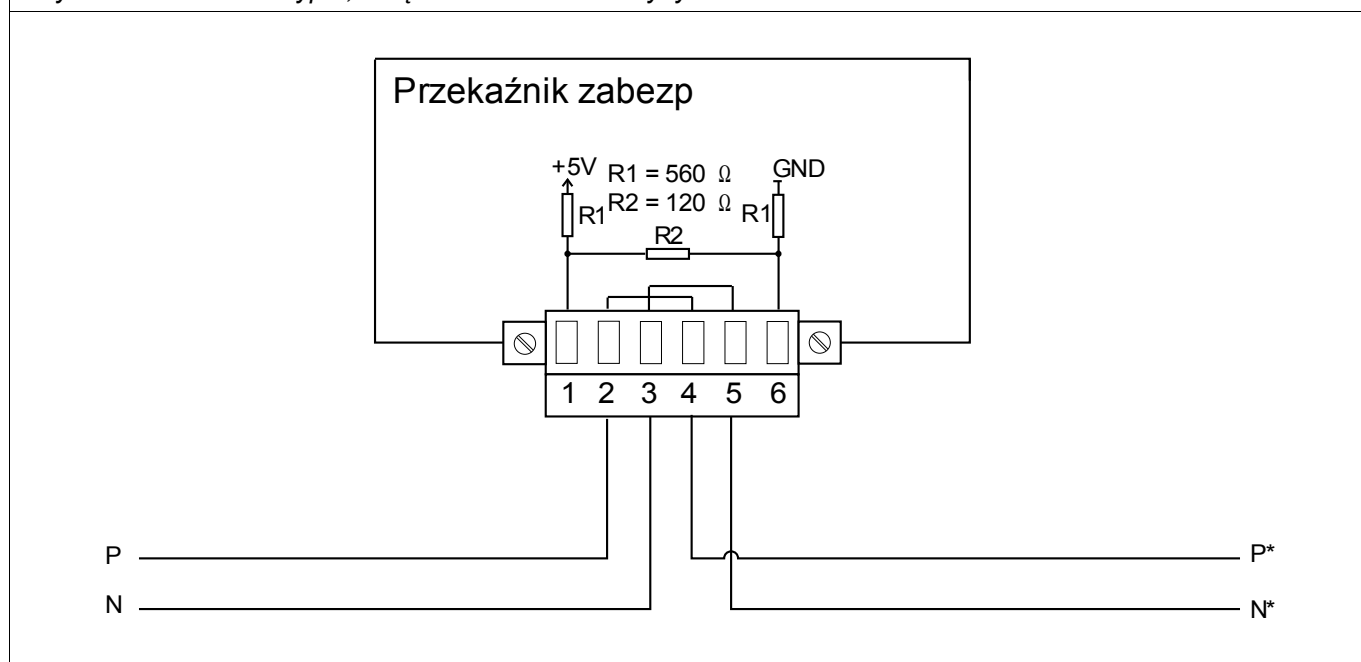 Przekaźnik zabezp
+5V
R1 = 560 Ω
GND
R1
R2 = 120 Ω
R1
R2
1 2 3 4 5 6
P
P*
N
N*